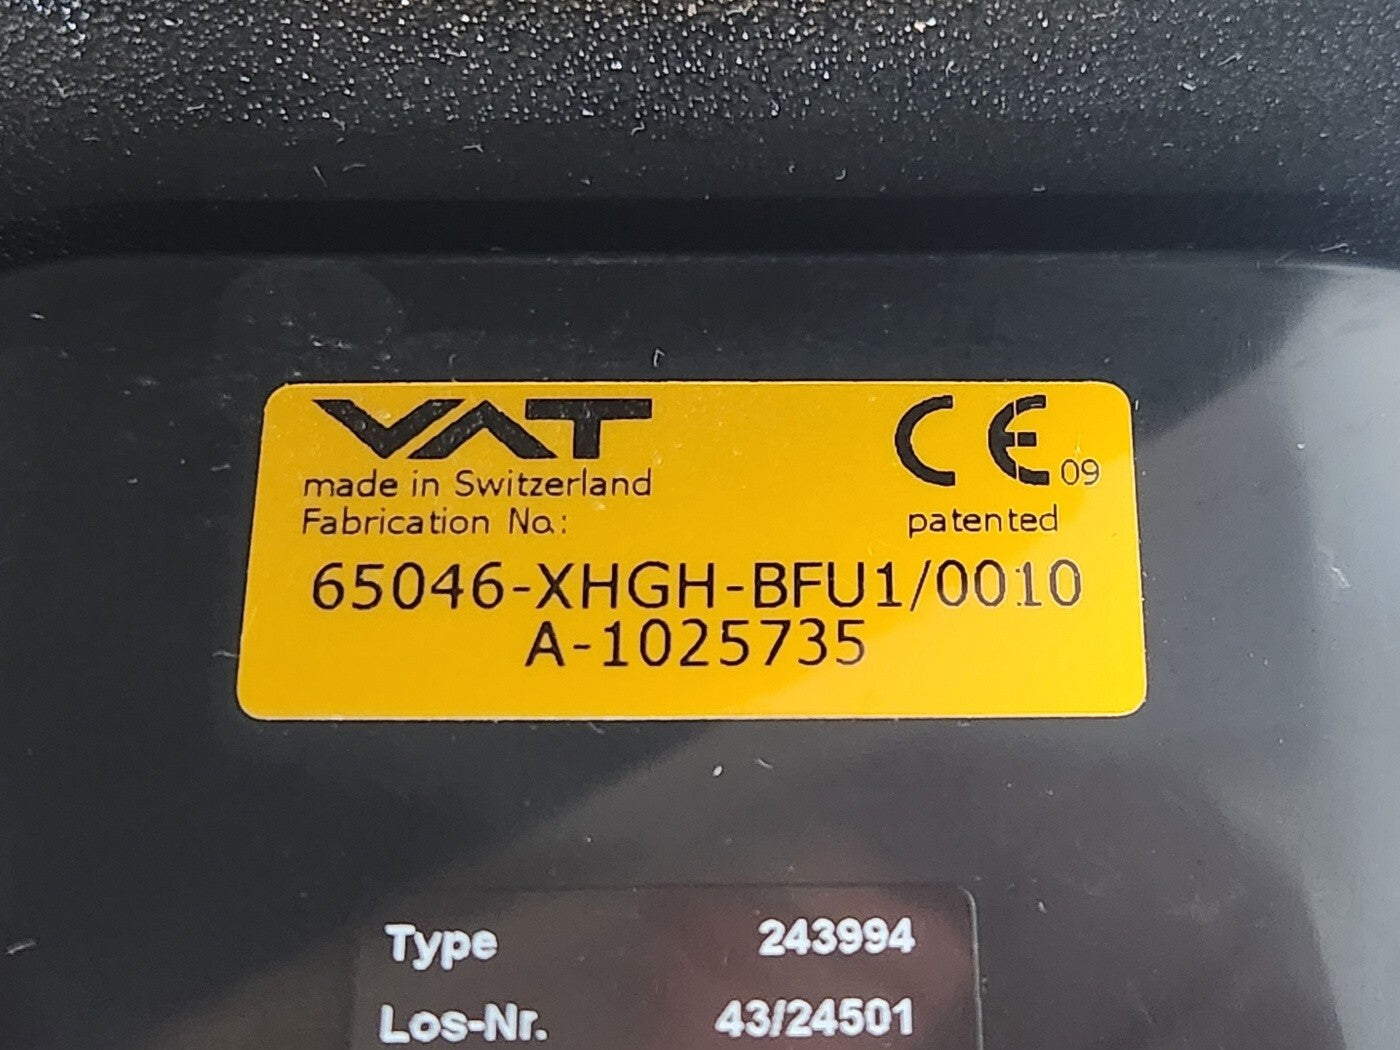 VAT
CE 09
made in Switzerland
Fabrication No.:
patented
65046-XHGH-BFU1/0010
A-1025735
Type 243994
Los-Nr. 43/24501